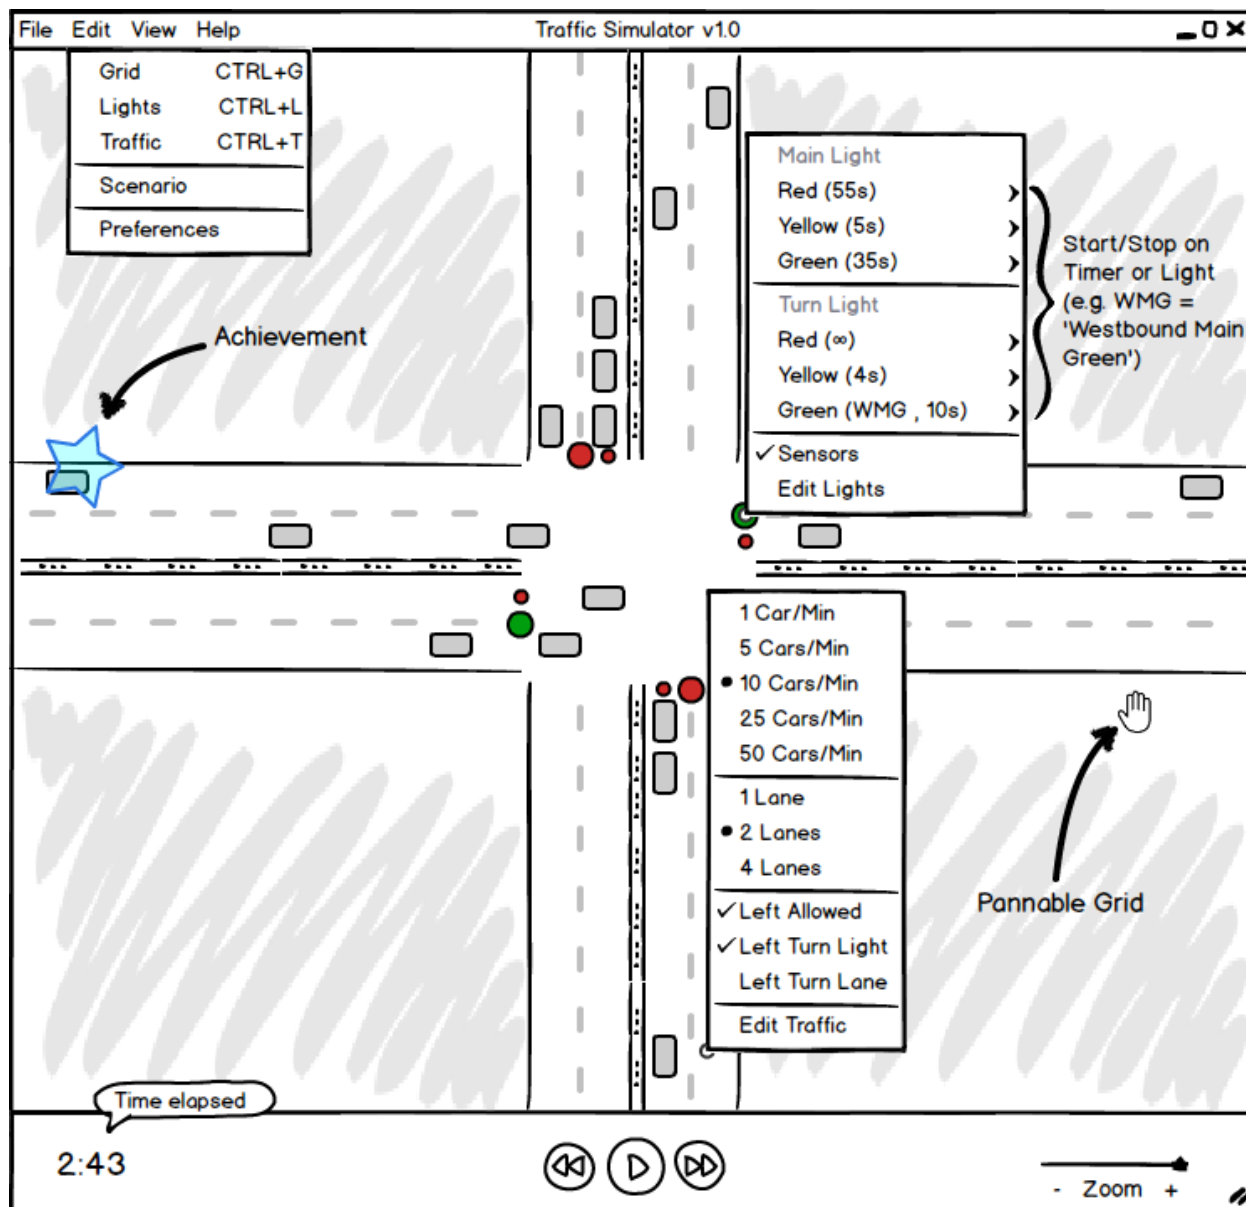 File Edit View Help Traffic Simulator v1.0
Grid CTRL+G
Lights CTRL+L
Traffic CTRL+T
Scenario
Preferences
Achievement
Main Light
Red (55s)
Yellow (5s)
Green (35s)
Turn Light
Red (∞)
Yellow (4s)
Green (WMG , 10s)
✓ Sensors
Edit Lights
Start/Stop on
Timer or Light
(e.g. WMG =
'Westbound Main
Green')
1 Car/Min
5 Cars/Min
• 10 Cars/Min
25 Cars/Min
50 Cars/Min
1 Lane
• 2 Lanes
4 Lanes
✓ Left Allowed
✓ Left Turn Light
Left Turn Lane
Edit Traffic
Pannable Grid
Time elapsed
2:43
- Zoom +